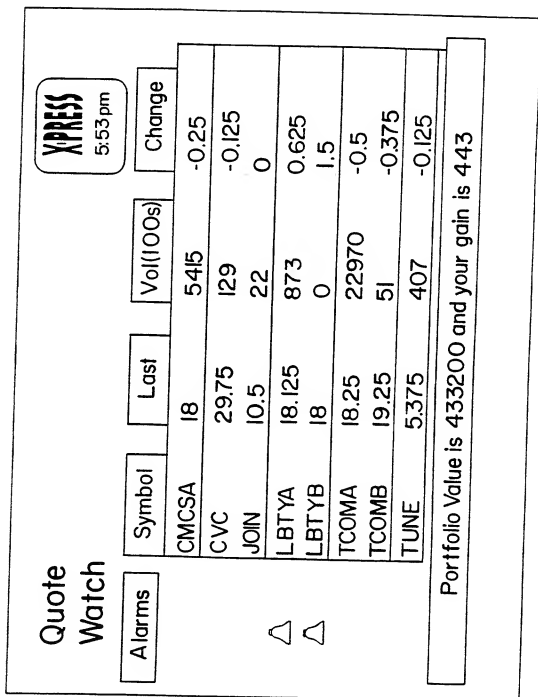 Quote
Watch
X·PRESS
5:53pm
Alarms Symbol Last Vol(100s) Change
CMCSA 18 5415 -0.25
CVC 29.75 129 -0.125
JOIN 10.5 22 0
LBTYA 18.125 873 0.625
LBTYB 18 0 1.5
TCOMA 18.25 22970 -0.5
TCOMB 19.25 51 -0.375
TUNE 5.375 407 -0.125
Portfolio Value is 433200 and your gain is 443